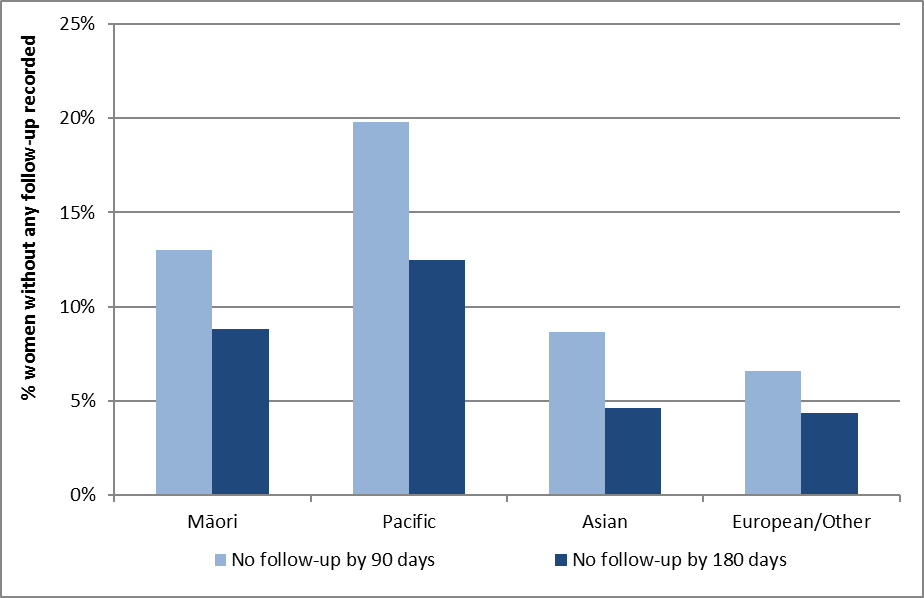 % women without any follow-up recorded
25%
20%
15%
10%
5%
0%
Māori Pacific Asian European/Other
No follow-up by 90 days No follow-up by 180 days